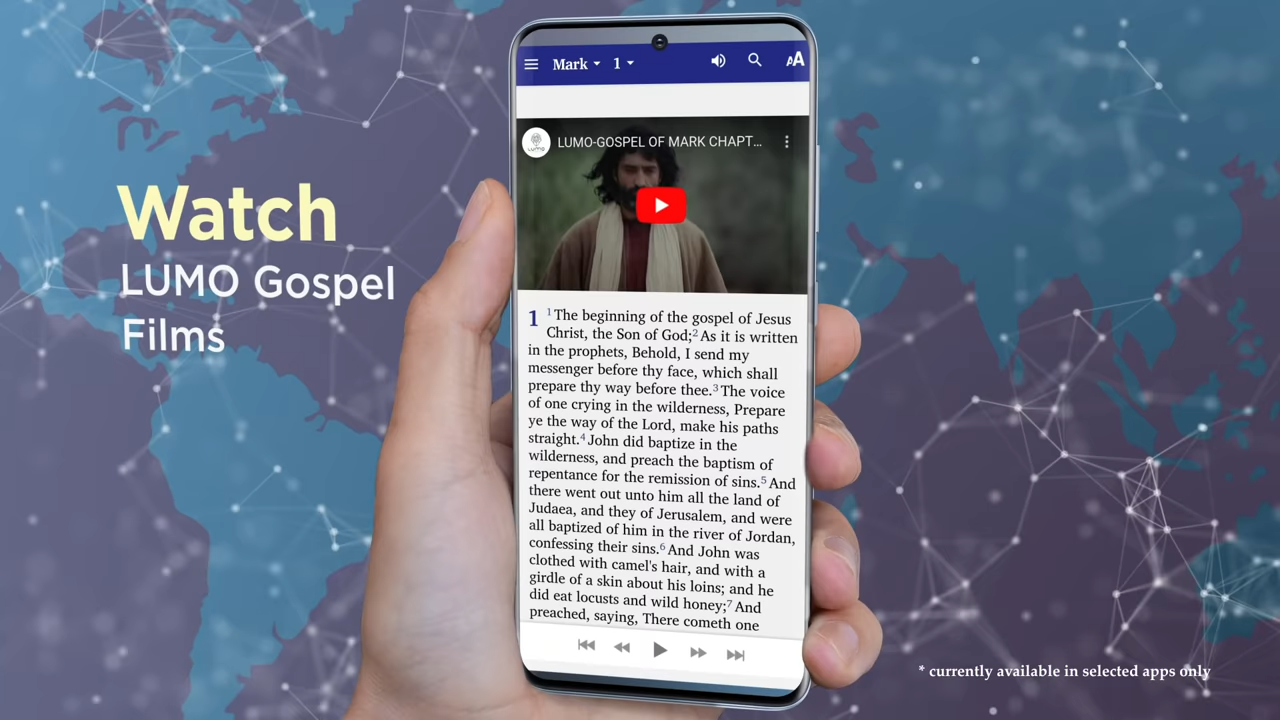 Watch
LUMO Gospel
Films
Mark 1 AA
LUMO
LUMO-GOSPEL OF MARK CHAPT...
1 1 The beginning of the gospel of Jesus
Christ, the Son of God;2 As it is written
in the prophets, Behold, I send my
messenger before thy face, which shall
prepare thy way before thee.3 The voice
of one crying in the wilderness, Prepare
ye the way of the Lord, make his paths
straight.4 John did baptize in the
wilderness, and preach the baptism of
repentance for the remission of sins.5 And
there went out unto him all the land of
Judaea, and they of Jerusalem, and were
all baptized of him in the river of Jordan,
confessing their sins.6 And John was
clothed with camel's hair, and with a
girdle of a skin about his loins; and he
did eat locusts and wild honey;7 And
preached, saying, There cometh one
* currently available in selected apps only